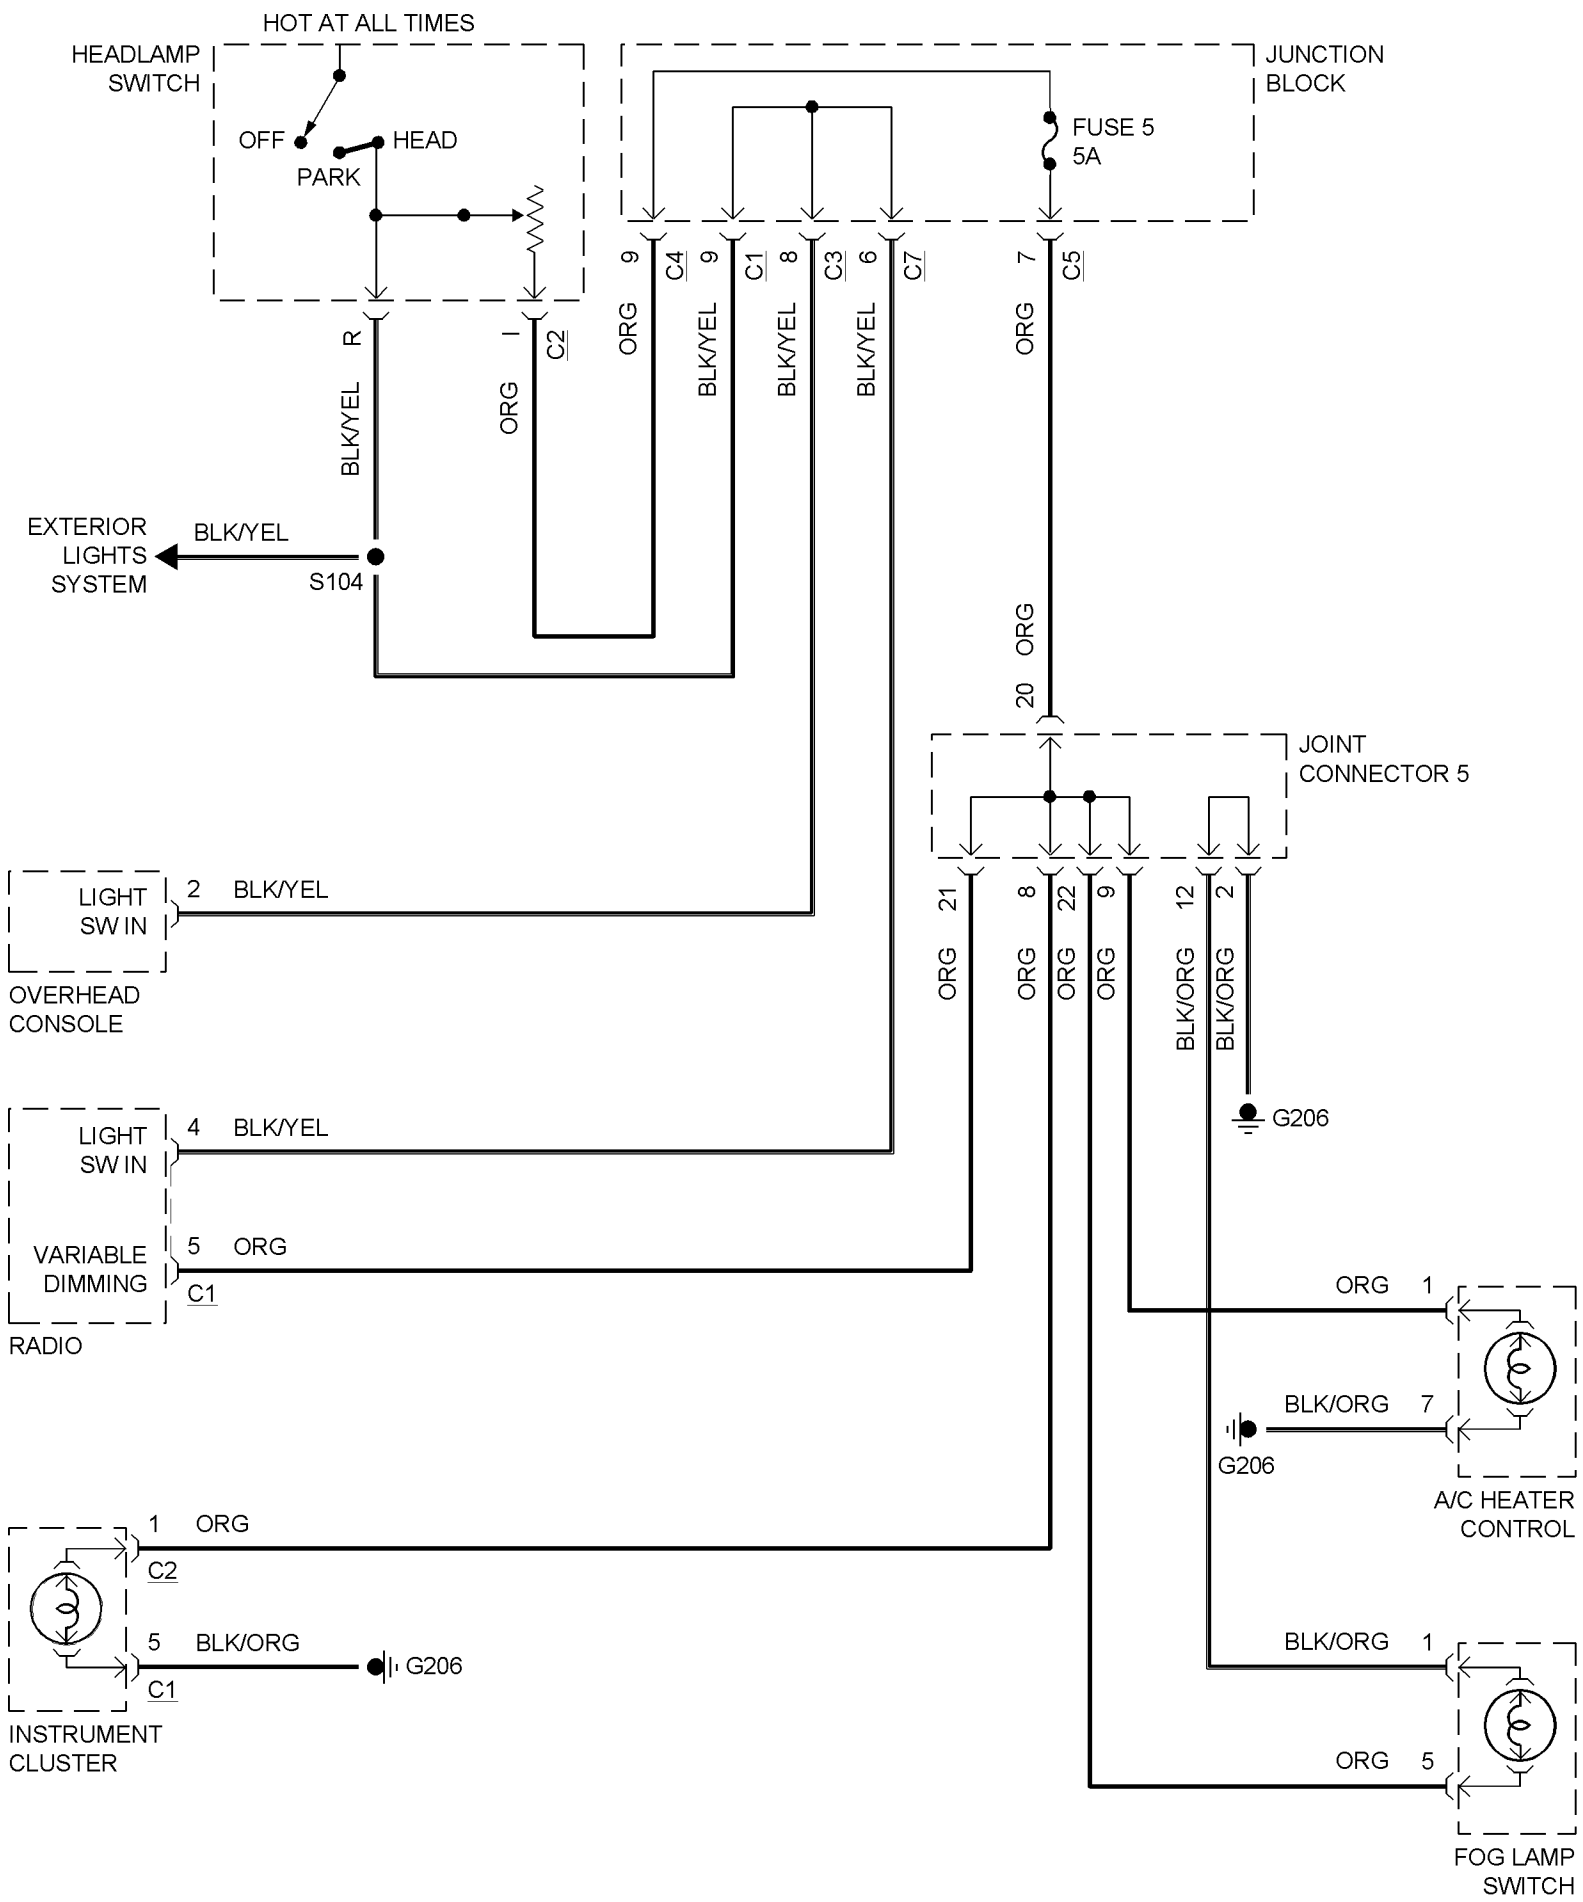 HOT AT ALL TIMES
HEADLAMP
SWITCH
OFF
HEAD
PARK
JUNCTION
BLOCK
FUSE 5
5A
R
BLK/YEL
I
C2
ORG
9
C4
ORG
9
C1
BLK/YEL
8
C3
BLK/YEL
6
C7
BLK/YEL
7
C5
ORG
EXTERIOR
LIGHTS
SYSTEM
BLK/YEL
S104
ORG
20
JOINT
CONNECTOR 5
21
8
22
9
12
2
ORG
ORG
ORG
ORG
BLK/ORG
BLK/ORG
G206
LIGHT
SW IN
2
BLK/YEL
OVERHEAD
CONSOLE
LIGHT
SW IN
4
BLK/YEL
VARIABLE
DIMMING
5
ORG
C1
RADIO
ORG
1
BLK/ORG
7
G206
A/C HEATER
CONTROL
1
ORG
C2
5
BLK/ORG
G206
C1
INSTRUMENT
CLUSTER
BLK/ORG
1
ORG
5
FOG LAMP
SWITCH